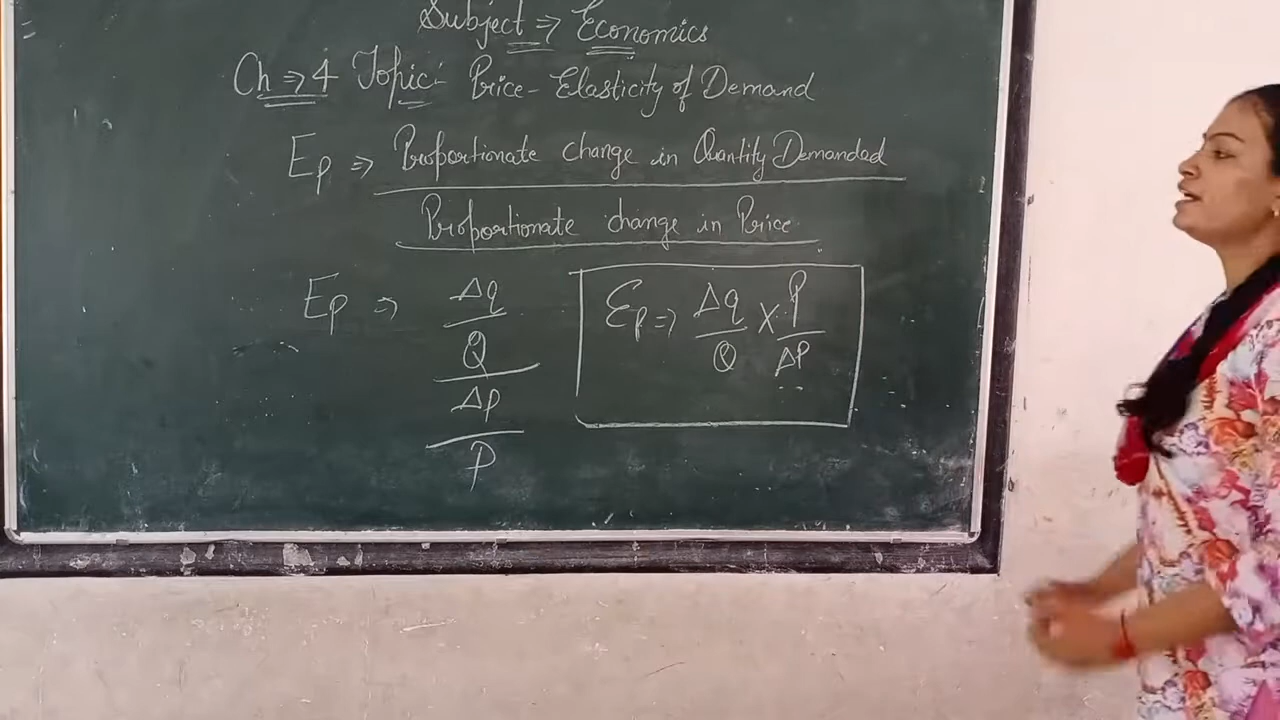 Subject ⇒ Economics
Ch ⇒ 4 Topic:- Price-Elasticity of Demand
Ep ⇒ Proportionate change in Quantity Demanded
Proportionate change in Price
Ep ⇒ Δq/Q / Δp/P
Ep ⇒ Δq/Q × P/ΔP